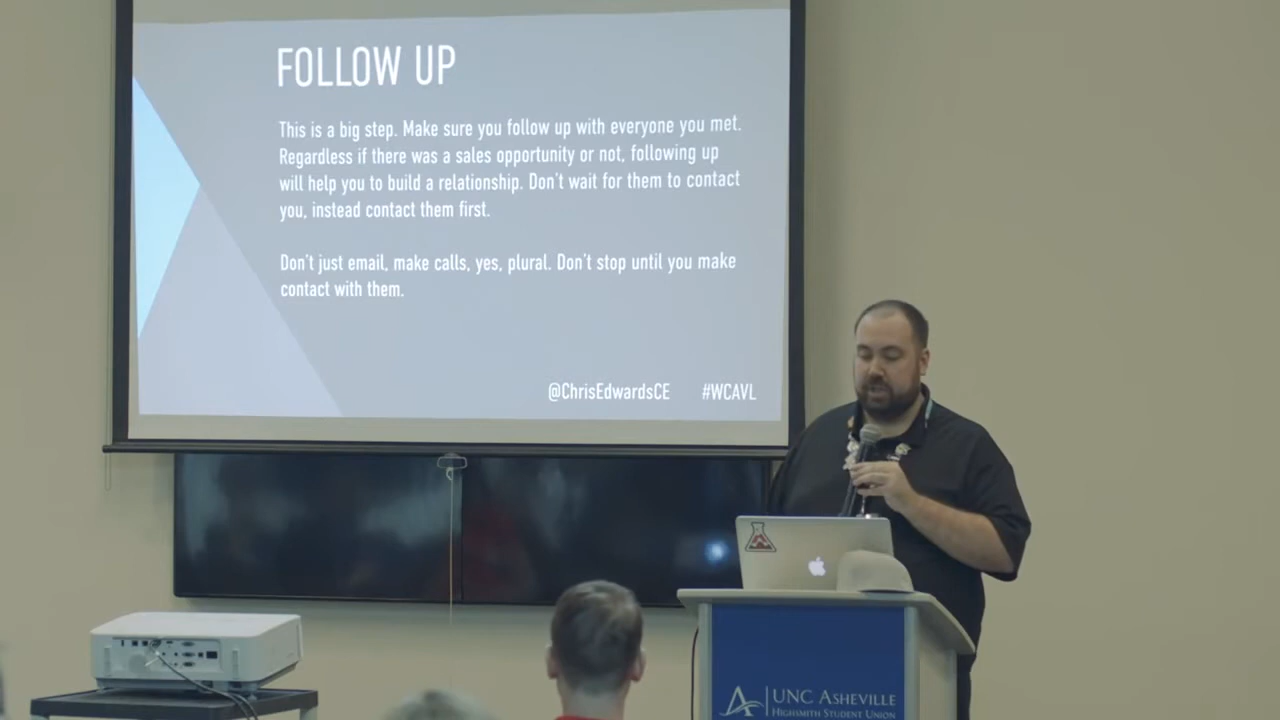 FOLLOW UP
This is a big step. Make sure you follow up with everyone you met.
Regardless if there was a sales opportunity or not, following up
will help you to build a relationship. Don't wait for them to contact
you, instead contact them first.
Don't just email, make calls, yes, plural. Don't stop until you make
contact with them.
@ChrisEdwardsCE #WCAVL
UNC ASHEVILLE
HIGHSMITH STUDENT UNION